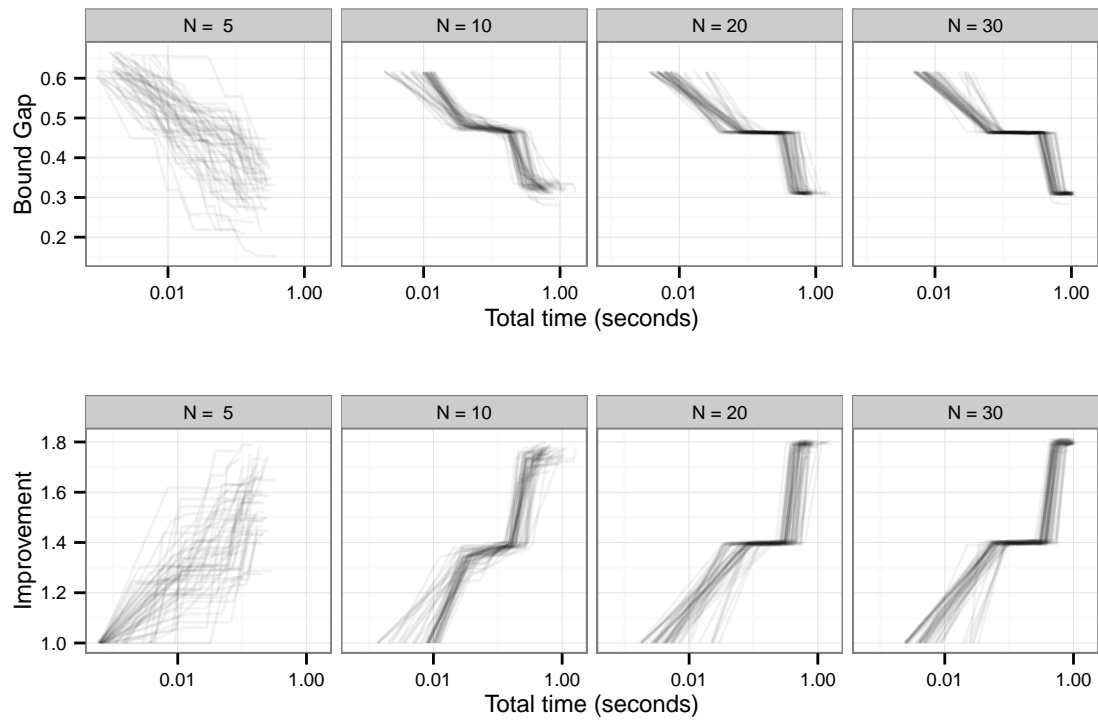 N = 5 N = 10 N = 20 N = 30
Bound Gap
0.6
0.5
0.4
0.3
0.2
0.01 1.00 0.01 1.00 0.01 1.00 0.01 1.00
Total time (seconds)
N = 5 N = 10 N = 20 N = 30
Improvement
1.8
1.6
1.4
1.2
1.0
0.01 1.00 0.01 1.00 0.01 1.00 0.01 1.00
Total time (seconds)